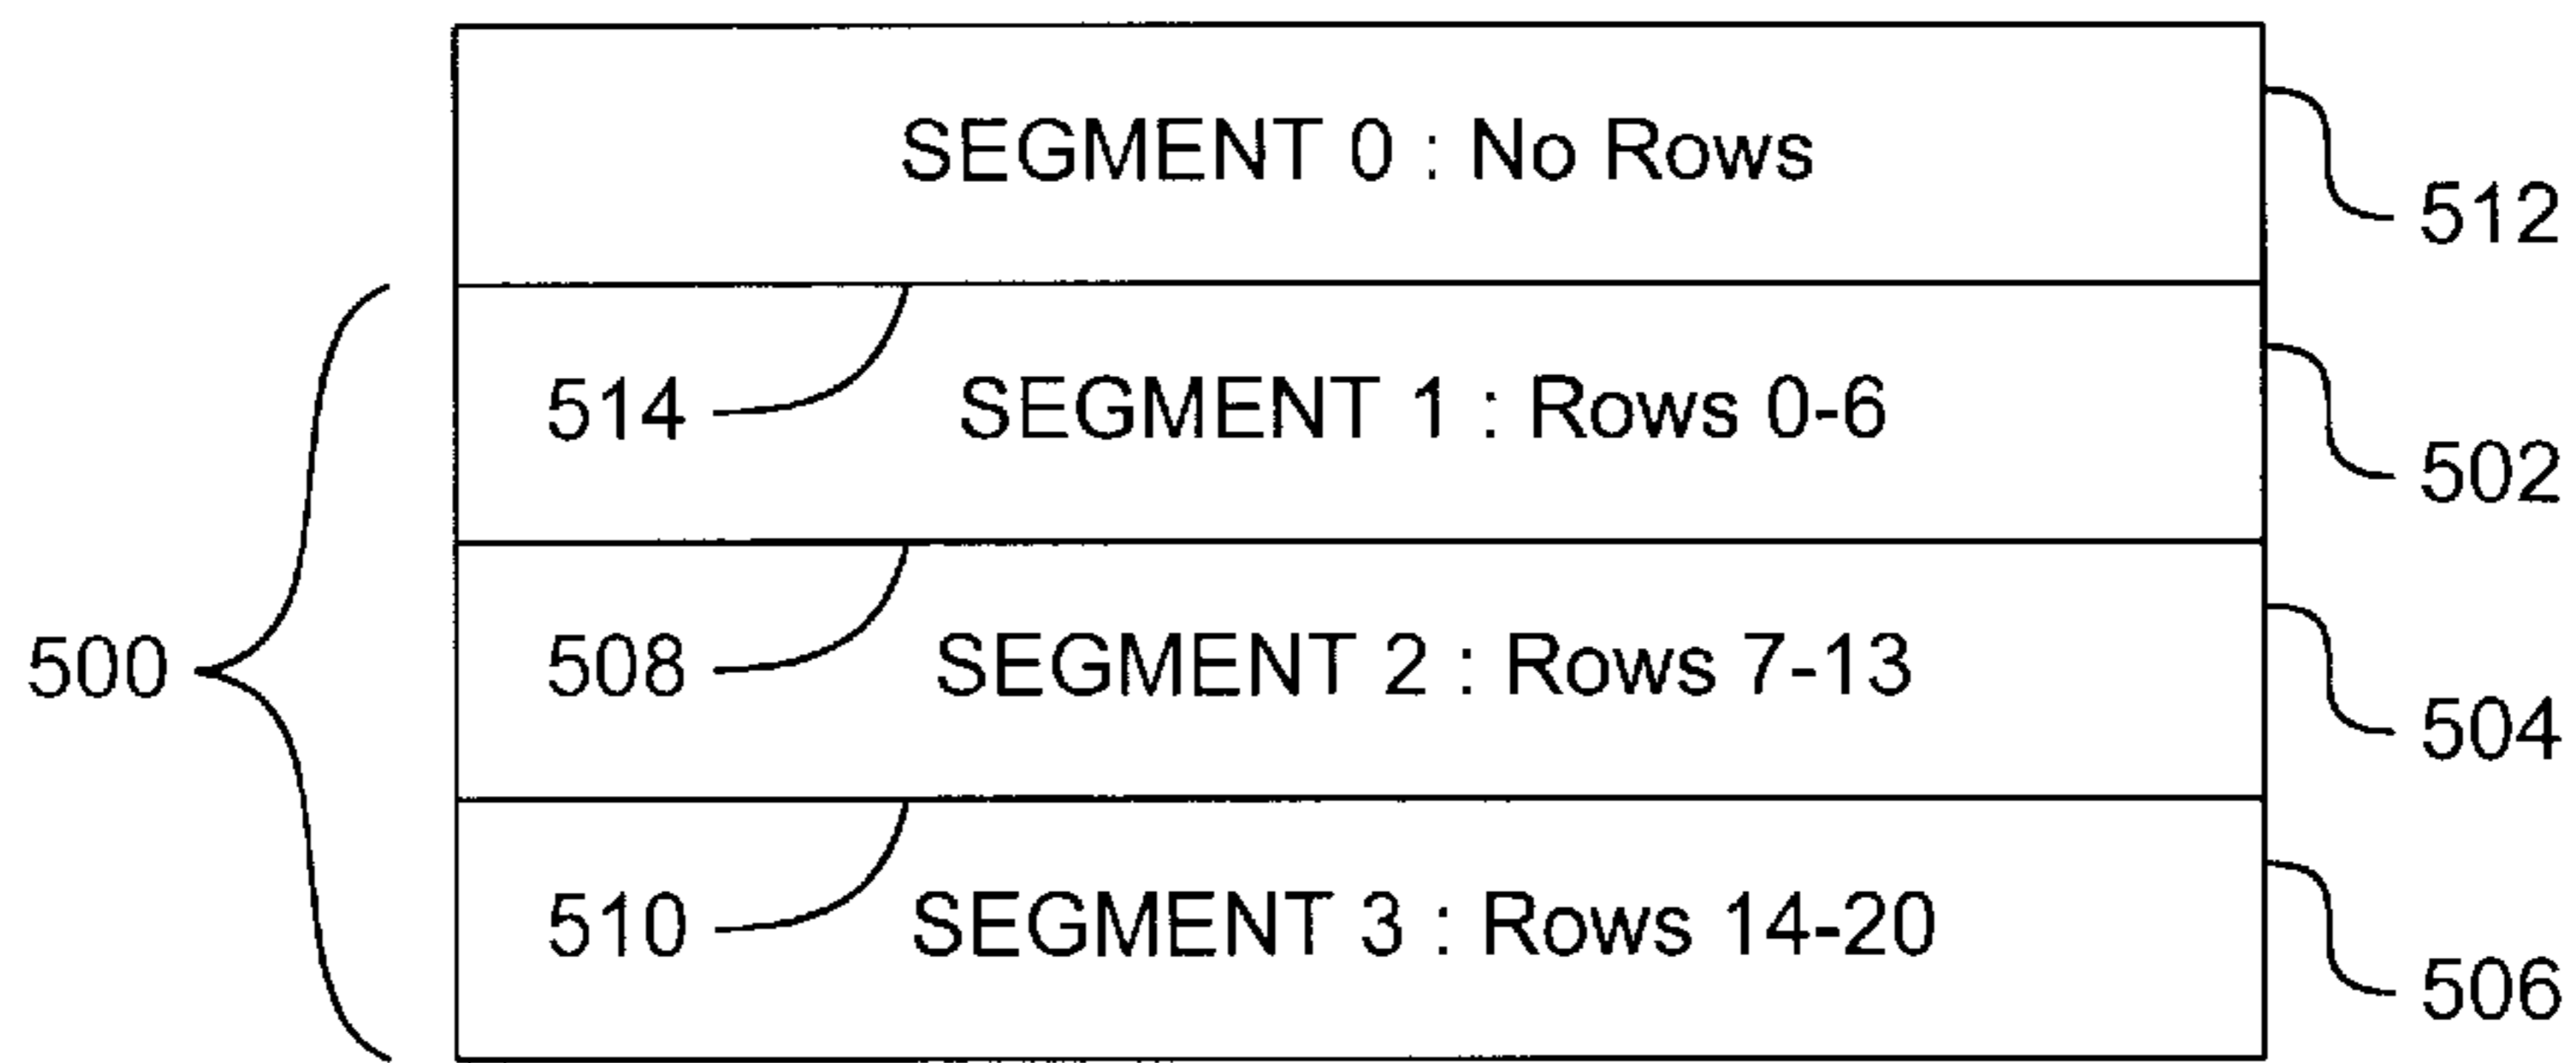 SEGMENT 0 : No Rows
512
514 SEGMENT 1 : Rows 0-6
502
500 508 SEGMENT 2 : Rows 7-13
504
510 SEGMENT 3 : Rows 14-20
506